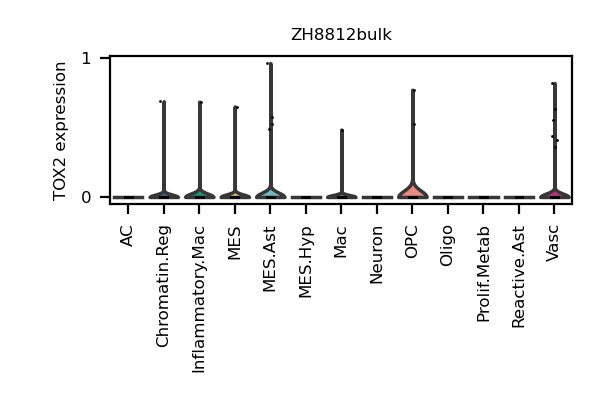 ZH8812bulk
TOX2 expression
1
0
AC
Chromatin.Reg
Inflammatory.Mac
MES
MES.Ast
MES.Hyp
Mac
Neuron
OPC
Oligo
Prolif.Metab
Reactive.Ast
Vasc